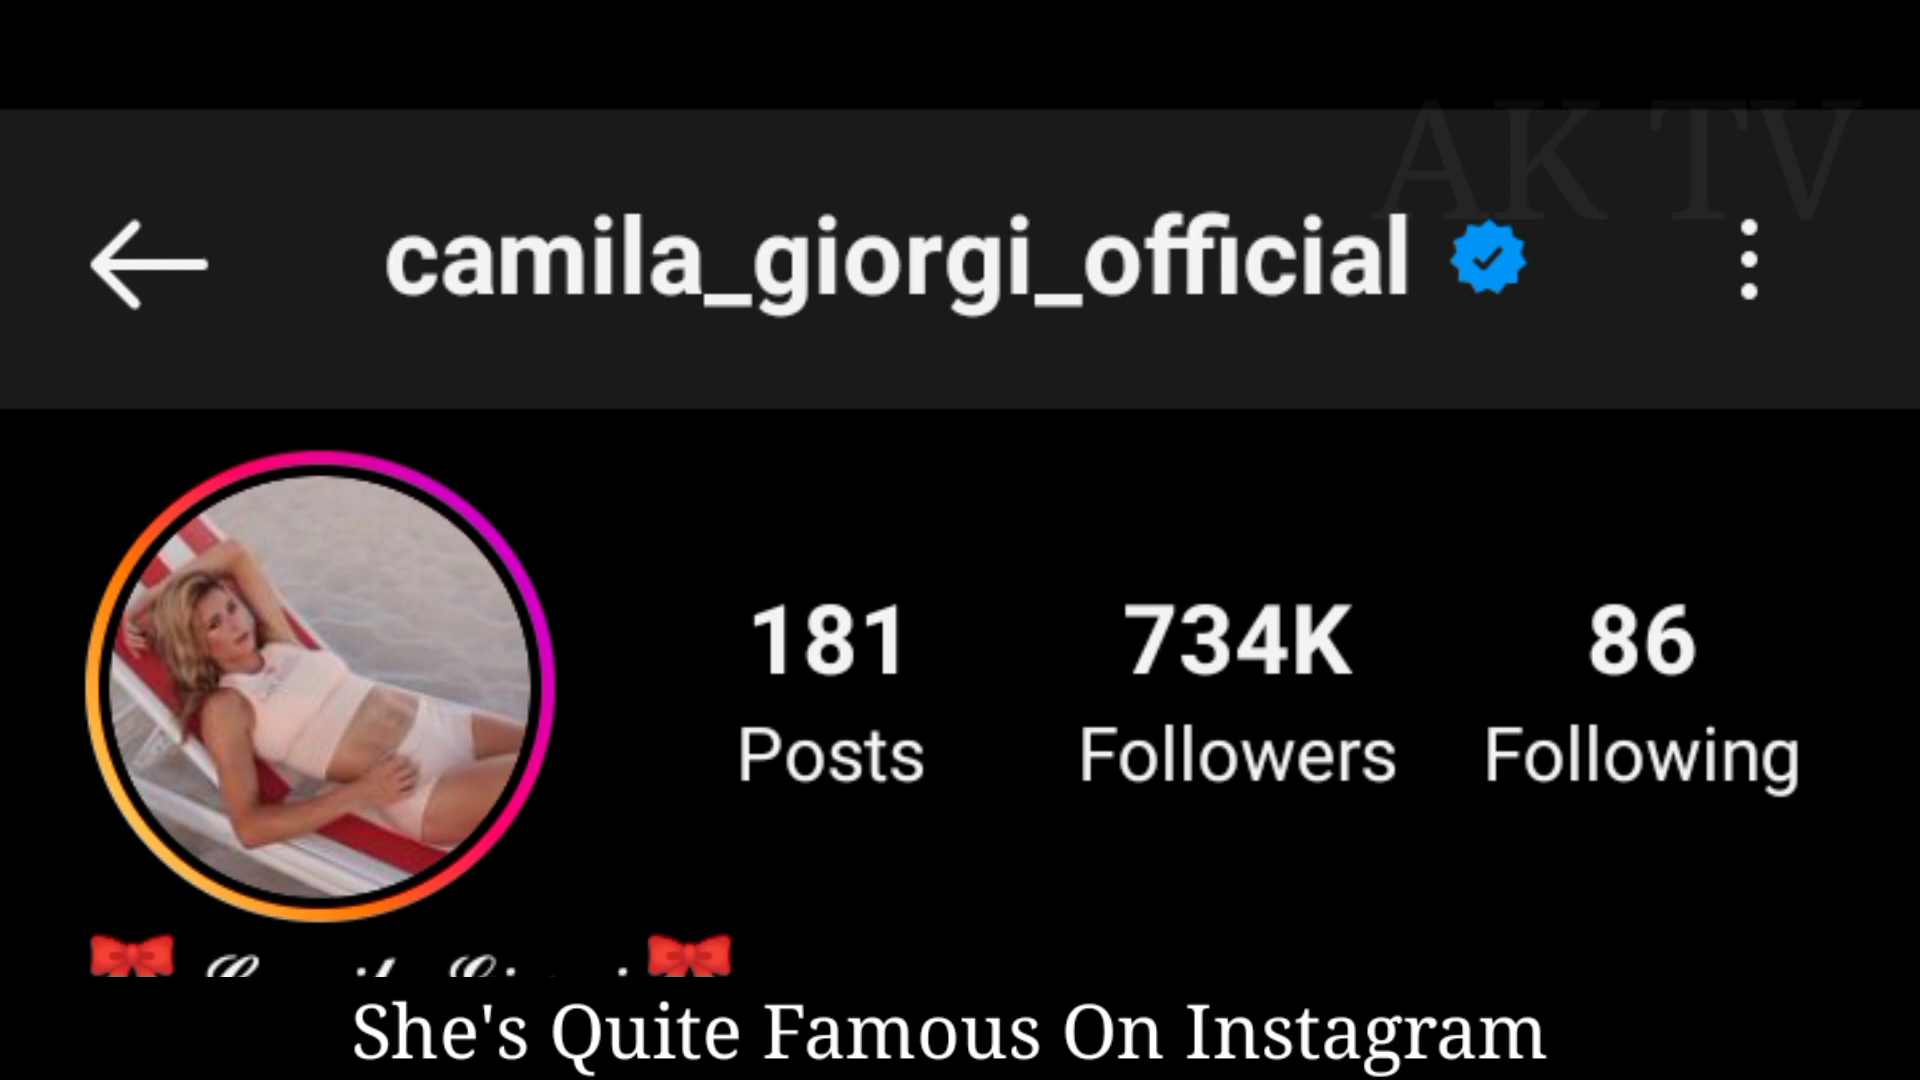 AK TV
camila_giorgi_official
181 734K 86
Posts Followers Following
She's Quite Famous On Instagram